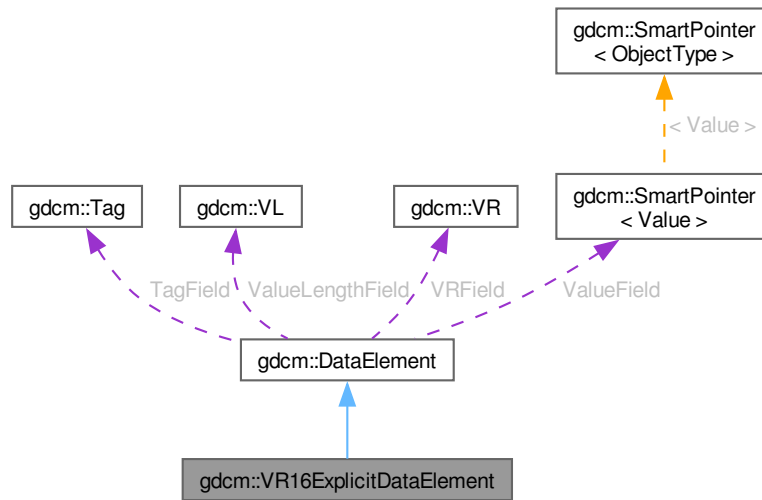 gdcm::SmartPointer
< ObjectType >
< Value >
gdcm::Tag
gdcm::VL
gdcm::VR
gdcm::SmartPointer
< Value >
TagField
ValueLengthField
VRField
ValueField
gdcm::DataElement
gdcm::VR16ExplicitDataElement